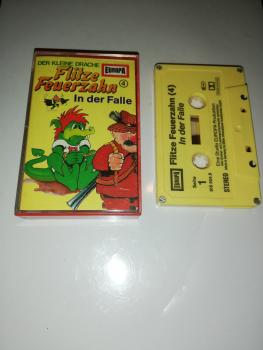 DER KLEINE DRACHE
EUROPA
Flitze
Feuerzahn
4
In der Falle
Flitze Feuerzahn (4)
In der Falle
EUROPA
Seite
1
STEREO